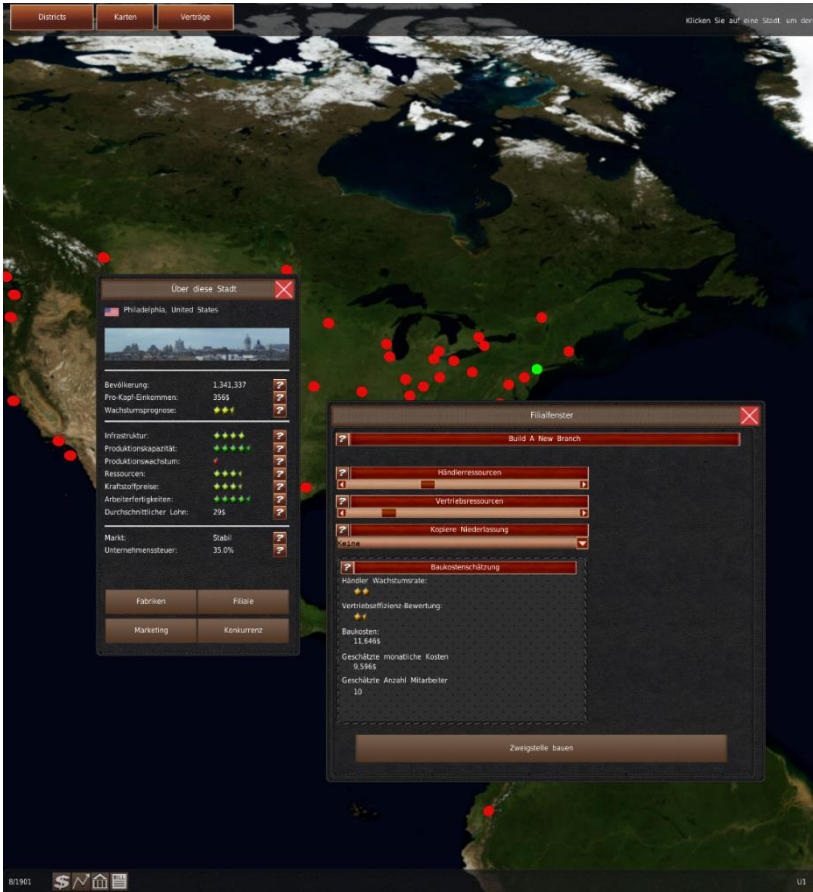 Districts
Karten
Verträge
Klicken Sie auf eine Stadt um den
Über diese Stadt
Philadelphia, United States
Bevölkerung: 1,341,337 ?
Pro-Kopf-Einkommen: 356$ ?
Wachstumsprognose: ?
Infrastruktur: ?
Produktionskapazität: ?
Produktionswachstum: ?
Ressourcen: ?
Kraftstoffpreise: ?
Arbeiterfertigkeiten: ?
Durchschnittlicher Lohn: 29$ ?
Markt: Stabil ?
Unternehmenssteuer: 35.0% ?
Fabriken
Filiale
Marketing
Konkurrenz
Filialfenster
? Build A New Branch
? Händlerressourcen
? Vertriebsressourcen
? Kopiere Niederlassung
Keine
? Baukostenschätzung
Händler Wachstumsrate:
Vertriebseffizienz-Bewertung:
Baukosten:
11,646$
Geschätzte monatliche Kosten
9,596$
Geschätzte Anzahl Mitarbeiter
10
Zweigstelle bauen
8/1901
$
BILL
U1